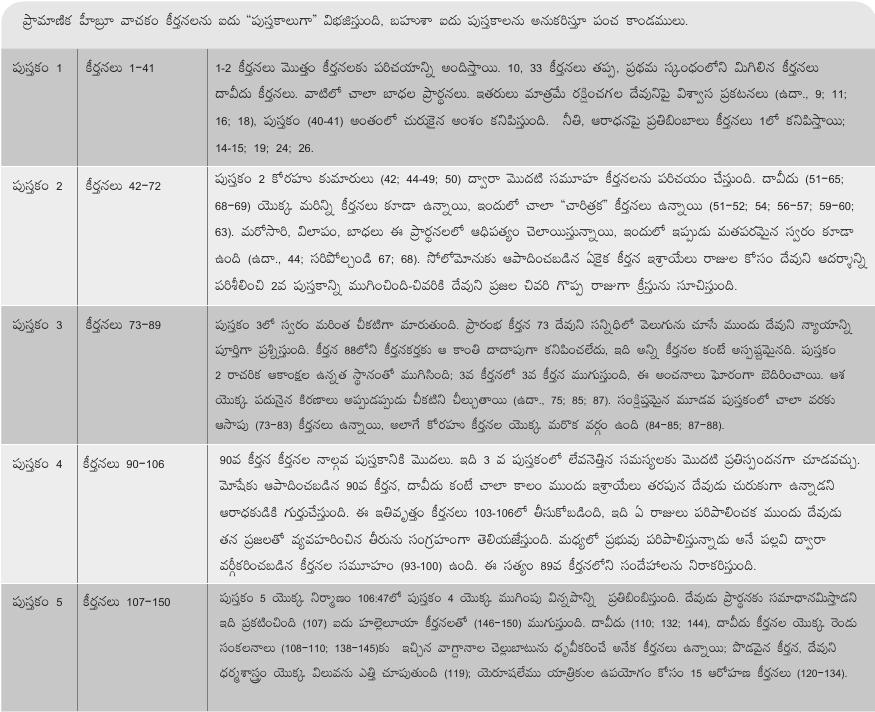 ప్రామాణిక హీబ్రూ వాచకం కీర్తనలను ఐదు “పుస్తకాలుగా” విభజిస్తుంది, బహుశా ఐదు పుస్తకాలను అనుకరిస్తూ పంచ కాండములు.
పుస్తకం 1
కీర్తనలు 1-41
1-2 కీర్తనలు మొత్తం కీర్తనలకు పరిచయాన్ని అందిస్తాయి. 10, 33 కీర్తనలు తప్ప, ప్రథమ స్కంధంలోని మిగిలిన కీర్తనలు
దావీదు కీర్తనలు. వాటిలో చాలా బాధల ప్రార్థనలు. ఇతరులు మాత్రమే రక్షించగల దేవునిపై విశ్వాస ప్రకటనలు (ఉదా., 9; 11;
16; 18), పుస్తకం (40-41) అంతంలో చురుకైన అంశం కనిపిస్తుంది. నీతి, ఆరాధనపై ప్రతిబింబాలు కీర్తనలు 1లో కనిపిస్తాయి;
14-15; 19; 24; 26.
పుస్తకం 2
కీర్తనలు 42-72
పుస్తకం 2 కోరహు కుమారులు (42; 44-49; 50) ద్వారా మొదటి సమూహ కీర్తనలను పరిచయం చేస్తుంది. దావీదు (51-65;
68-69) యొక్క మరిన్ని కీర్తనలు కూడా ఉన్నాయి, ఇందులో చాలా “చారిత్రక” కీర్తనలు ఉన్నాయి (51-52; 54; 56-57; 59-60;
63). మరోసారి, విలాపం, బాధలు ఈ ప్రార్థనలలో ఆధిపత్యం చెలాయిస్తున్నాయి, ఇందులో ఇప్పుడు మతపరమైన స్వరం కూడా
ఉంది (ఉదా., 44; సరిపోల్చండి 67; 68). సోలోమోనుకు ఆపాదించబడిన ఏకైక కీర్తన ఇశ్రాయేలు రాజుల కోసం దేవుని ఆదర్శాన్ని
పరిశీలించి 2వ పుస్తకాన్ని ముగించింది-చివరికి దేవుని ప్రజల చివరి గొప్ప రాజుగా క్రీస్తును సూచిస్తుంది.
పుస్తకం 3
కీర్తనలు 73-89
పుస్తకం 3లో స్వరం మరింత చీకటిగా మారుతుంది. ప్రారంభ కీర్తన 73 దేవుని సన్నిధిలో వెలుగును చూసే ముందు దేవుని న్యాయాన్ని
పూర్తిగా ప్రశ్నిస్తుంది. కీర్తన 88లోని కీర్తనకర్తకు ఆ కాంతి దాదాపుగా కనిపించలేదు, ఇది అన్ని కీర్తనల కంటే అస్పష్టమైనది. పుస్తకం
2 రాచరిక ఆకాంక్షల ఉన్నత స్థానంతో ముగిసింది; 3వ కీర్తనలో 3వ కీర్తన ముగుస్తుంది, ఈ అంచనాలు ఘోరంగా బెదిరించాయి. ఆశ
యొక్క పదునైన కిరణాలు అప్పుడప్పుడు చీకటిని చీల్చుతాయి (ఉదా., 75; 85; 87). సంక్షిప్తమైన మూడవ పుస్తకంలో చాలా వరకు
ఆసాపు (73-83) కీర్తనలు ఉన్నాయి, అలాగే కోరహు కీర్తనల యొక్క మరొక వర్గం ఉంది (84-85; 87-88).
పుస్తకం 4
కీర్తనలు 90-106
90వ కీర్తన కీర్తనల నాల్గవ పుస్తకానికి మొదలు. ఇది 3 వ పుస్తకంలో లేవనెత్తిన సమస్యలకు మొదటి ప్రతిస్పందనగా చూడవచ్చు.
మోషేకు ఆపాదించబడిన 90వ కీర్తన, దావీదు కంటే చాలా కాలం ముందు ఇశ్రాయేలు తరపున దేవుడు చురుకుగా ఉన్నాడని
ఆరాధకుడికి గుర్తుచేస్తుంది. ఈ ఇతివృత్తం కీర్తనలు 103-106లో తీసుకోబడింది, ఇది ఏ రాజులు పరిపాలించక ముందు దేవుడు
తన ప్రజలతో వ్యవహరించిన తీరును సంగ్రహంగా తెలియజేస్తుంది. మధ్యలో ప్రభువు పరిపాలిస్తున్నాడు అనే పల్లవి ద్వారా
వర్గీకరించబడిన కీర్తనల సమూహం (93-100) ఉంది. ఈ సత్యం 89వ కీర్తనలోని సందేహాలను నిరాకరిస్తుంది.
పుస్తకం 5
కీర్తనలు 107-150
పుస్తకం 5 యొక్క నిర్మాణం 106:47లో పుస్తకం 4 యొక్క ముగింపు విన్నపాన్ని ప్రతిబింబిస్తుంది. దేవుడు ప్రార్థనకు సమాధానమిస్తాడని
ఇది ప్రకటించింది (107) ఐదు హల్లెలూయా కీర్తనలతో (146-150) ముగుస్తుంది. దావీదు (110; 132; 144), దావీదు కీర్తనల యొక్క రెండు
సంకలనాలు (108-110; 138-145)కు ఇచ్చిన వాగ్దానాల చెల్లుబాటును ధృవీకరించే అనేక కీర్తనలు ఉన్నాయి; పొడవైన కీర్తన, దేవుని
ధర్మశాస్త్రం యొక్క విలువను ఎత్తి చూపుతుంది (119); యెరూషలేము యాత్రికుల ఉపయోగం కోసం 15 ఆరోహణ కీర్తనలు (120-134).